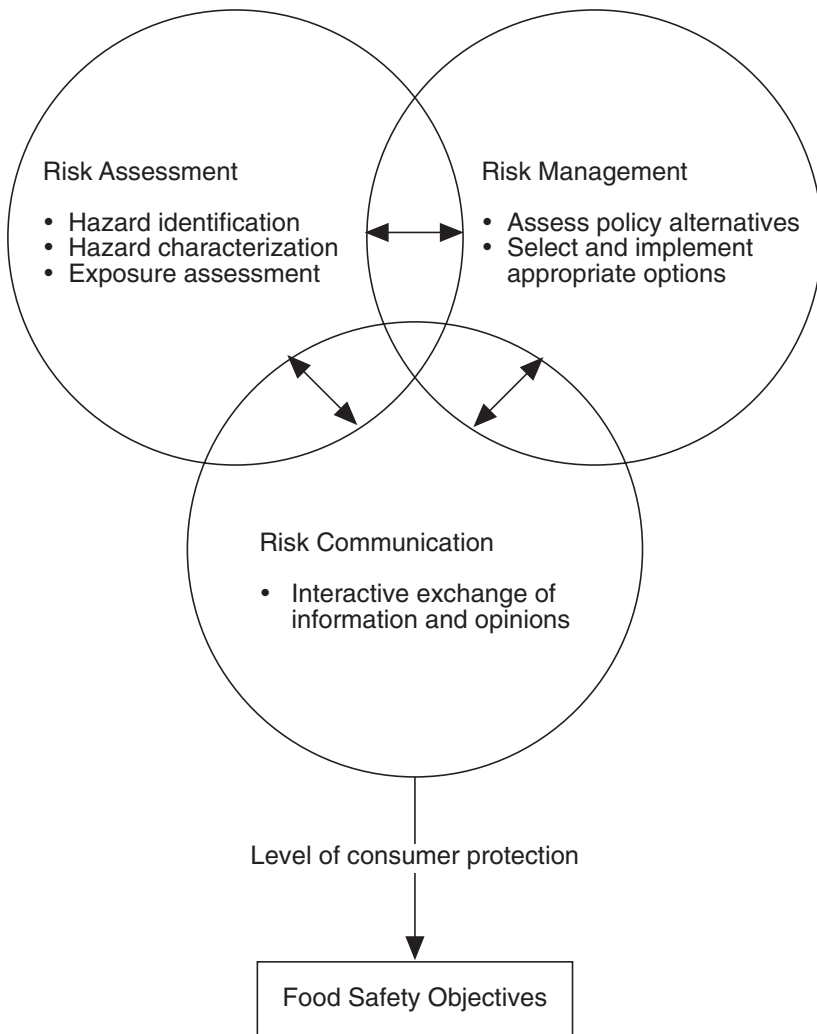 Risk Assessment
• Hazard identification
• Hazard characterization
• Exposure assessment
Risk Management
• Assess policy alternatives
• Select and implement
appropriate options
Risk Communication
• Interactive exchange of
information and opinions
Level of consumer protection
Food Safety Objectives